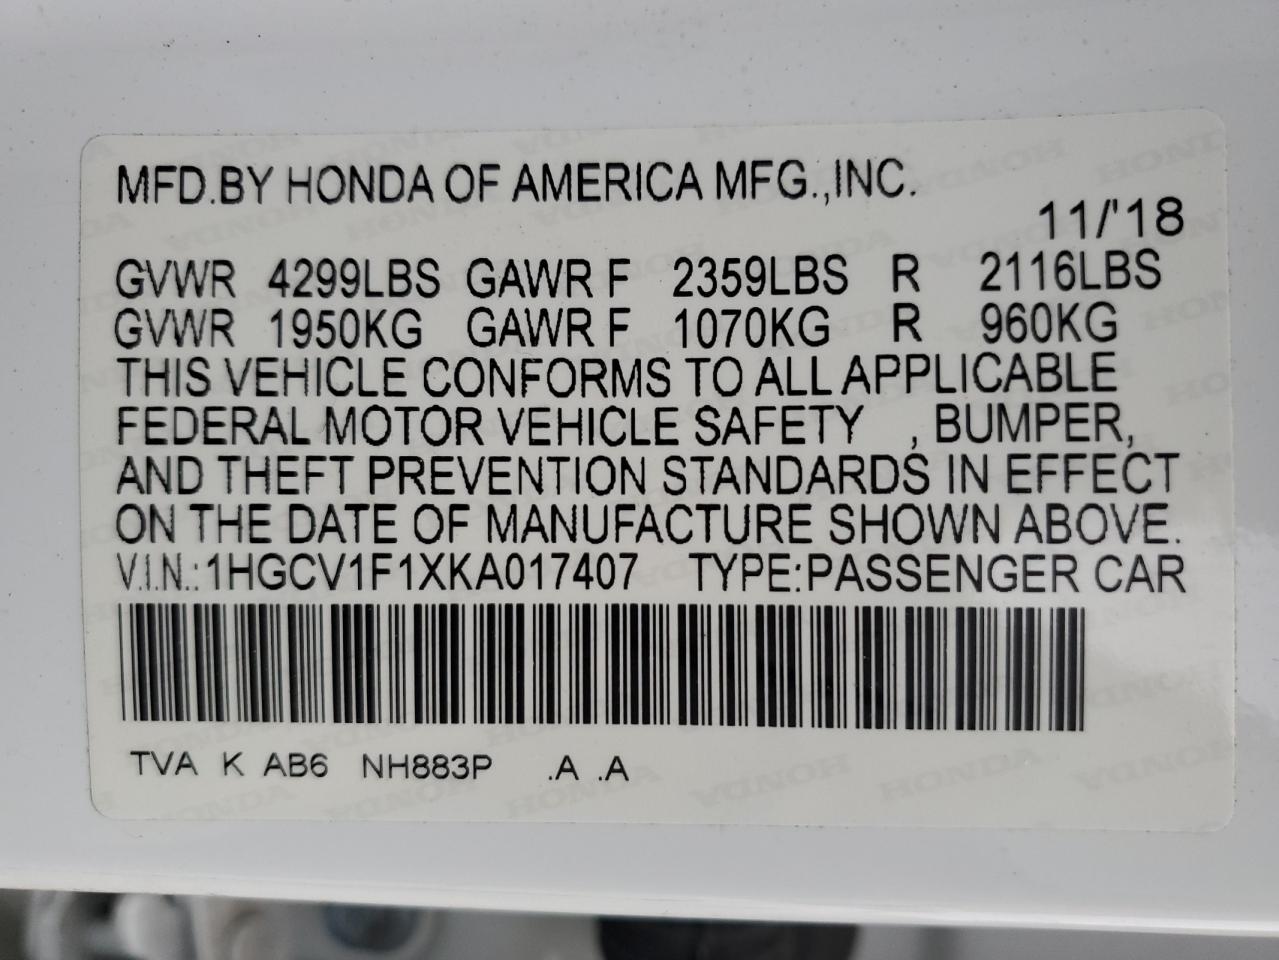 MFD.BY HONDA OF AMERICA MFG.,INC.
11/'18
GVWR 4299LBS GAWR F 2359LBS R 2116LBS
GVWR 1950KG GAWR F 1070KG R 960KG
THIS VEHICLE CONFORMS TO ALL APPLICABLE
FEDERAL MOTOR VEHICLE SAFETY , BUMPER,
AND THEFT PREVENTION STANDARDS IN EFFECT
ON THE DATE OF MANUFACTURE SHOWN ABOVE.
V.I.N.:1HGCV1F1XKA017407 TYPE:PASSENGER CAR
TVA K AB6 NH883P .A .A